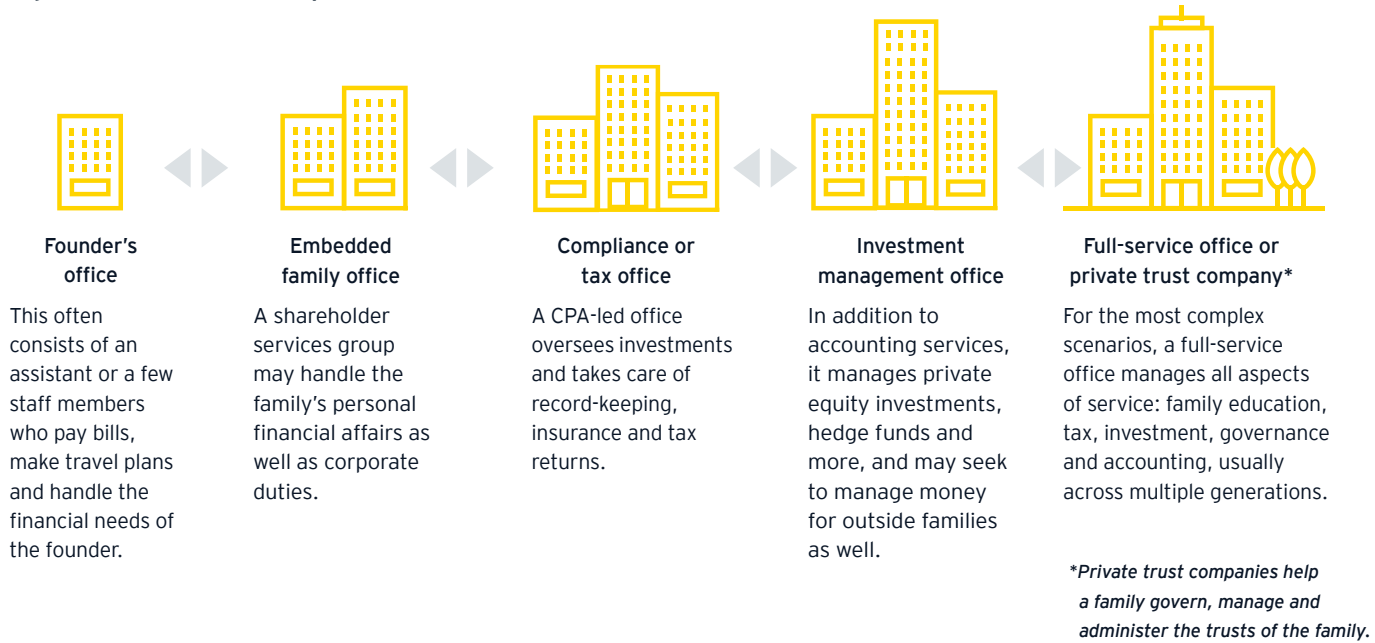 Founder's
office
This often
consists of an
assistant or a few
staff members
who pay bills,
make travel plans
and handle the
financial needs of
the founder.
Embedded
family office
A shareholder
services group
may handle the
family's personal
financial affairs as
well as corporate
duties.
Compliance or
tax office
A CPA-led office
oversees investments
and takes care of
record-keeping,
insurance and tax
returns.
Investment
management office
In addition to
accounting services,
it manages private
equity investments,
hedge funds and
more, and may seek
to manage money
for outside families
as well.
Full-service office or
private trust company*
For the most complex
scenarios, a full-service
office manages all aspects
of service: family education,
tax, investment, governance
and accounting, usually
across multiple generations.
*Private trust companies help
a family govern, manage and
administer the trusts of the family.